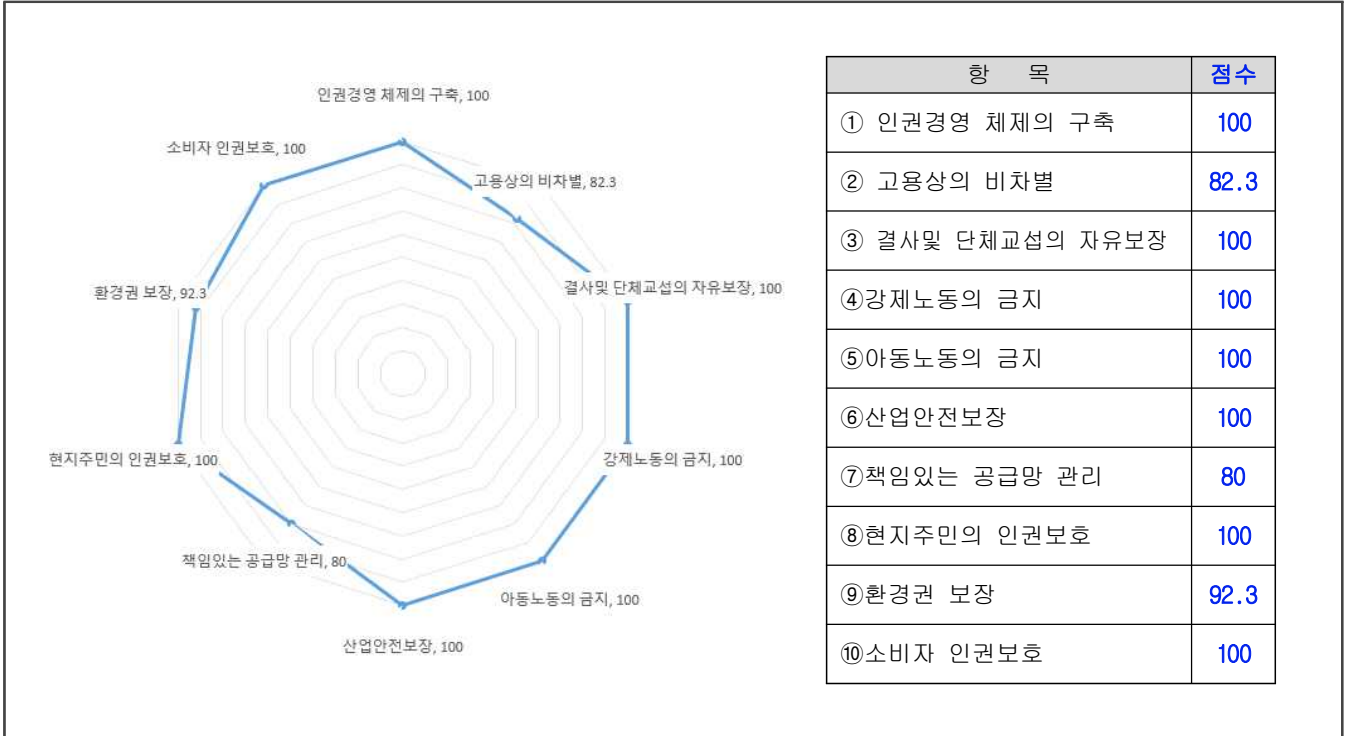 인권경영 체제의 구축, 100
소비자 인권보호, 100
고용상의 비차별, 82.3
환경권 보장, 92.3
결사및 단체교섭의 자유보장, 100
현지주민의 인권보호, 100
강제노동의 금지, 100
책임있는 공급망 관리, 80
아동노동의 금지, 100
산업안전보장, 100
항 목 점수
① 인권경영 체제의 구축 100
② 고용상의 비차별 82.3
③ 결사및 단체교섭의 자유보장 100
④강제노동의 금지 100
⑤아동노동의 금지 100
⑥산업안전보장 100
⑦책임있는 공급망 관리 80
⑧현지주민의 인권보호 100
⑨환경권 보장 92.3
⑩소비자 인권보호 100